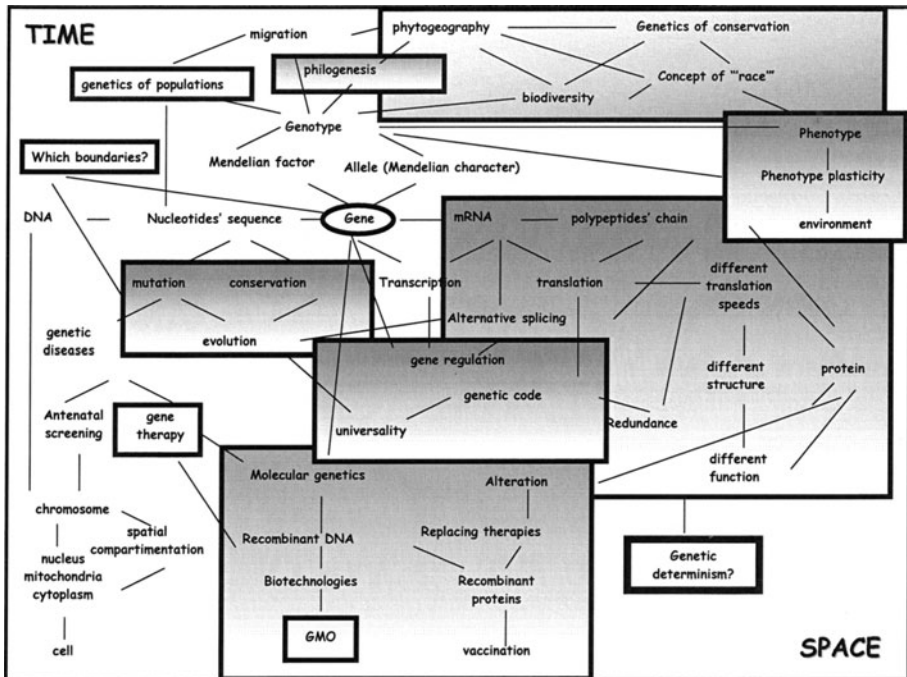 TIME
migration
phytogeography
Genetics of conservation
philogenesis
genetics of populations
Concept of "'race"'
biodiversity
Genotype
Phenotype
Which boundaries?
Mendelian factor
Allele (Mendelian character)
Phenotype plasticity
DNA
Nucleotides' sequence
Gene
mRNA
polypeptides' chain
environment
mutation
conservation
Transcription
translation
different
translation
speeds
genetic
diseases
evolution
Alternative splicing
gene regulation
different
structure
protein
Antenatal
screening
gene
therapy
genetic code
universality
Redundance
different
function
Molecular genetics
Alteration
chromosome
spatial
compartimentation
Recombinant DNA
Replacing therapies
nucleus
mitochondria
cytoplasm
Biotechnologies
Recombinant
proteins
Genetic
determinism?
cell
GMO
vaccination
SPACE